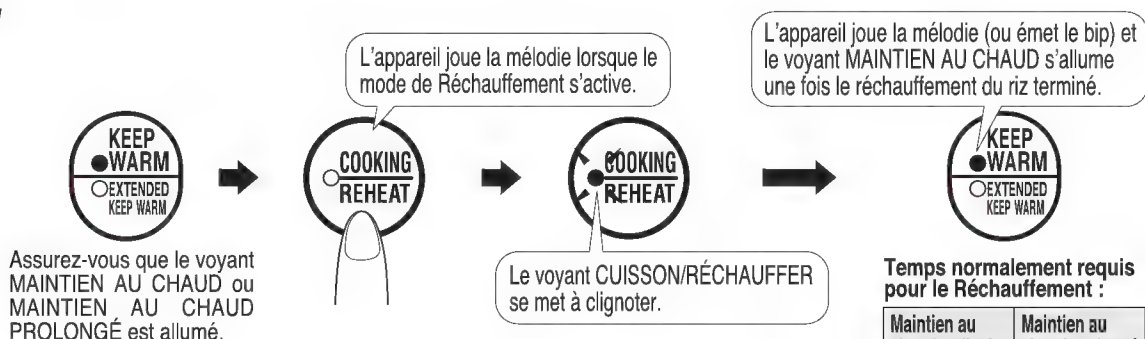 L'appareil joue la mélodie (ou émet le bip) et
le voyant MAINTIEN AU CHAUD s'allume
une fois le réchauffement du riz terminé.
L'appareil joue la mélodie lorsque le
mode de Réchauffement s'active.
KEEP
WARM
EXTENDED
KEEP WARM
COOKING
REHEAT
COOKING
REHEAT
KEEP
WARM
EXTENDED
KEEP WARM
Assurez-vous que le voyant
MAINTIEN AU CHAUD ou
MAINTIEN AU CHAUD
PROLONGÉ est allumé.
Le voyant CUISSON/RÉCHAUFFER
se met à clignoter.
Temps normalement requis
pour le Réchauffement :
Maintien au
Maintien au